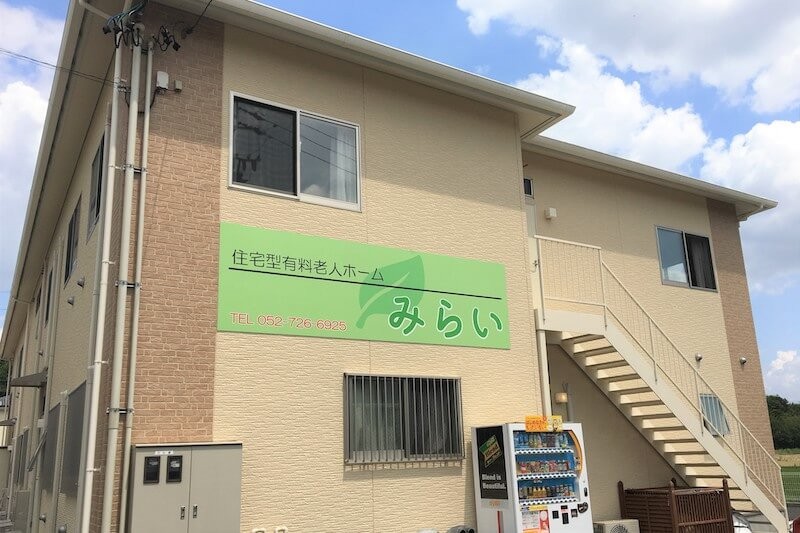 住宅型有料老人ホーム
みらい
TEL 052-726-6925
Blend is
Beautiful.